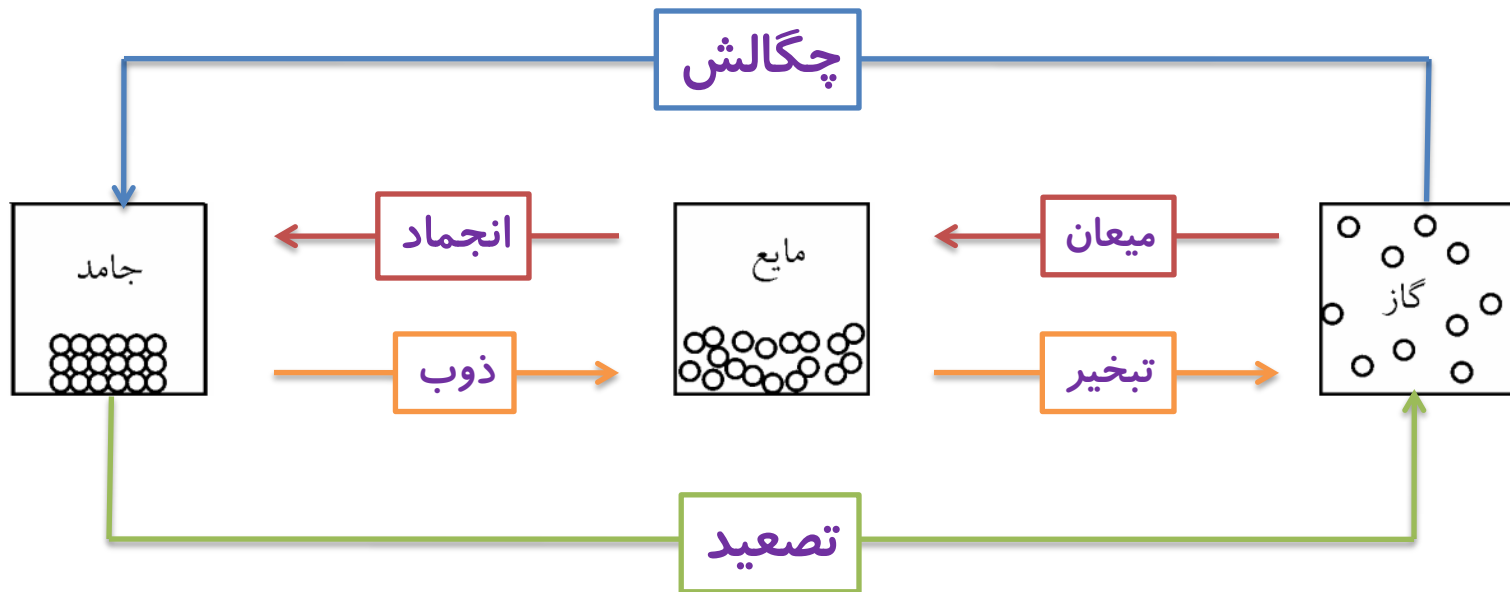 چگالش
میعان
انجماد
گاز
مایع
جامد
تبخیر
ذوب
تصعید